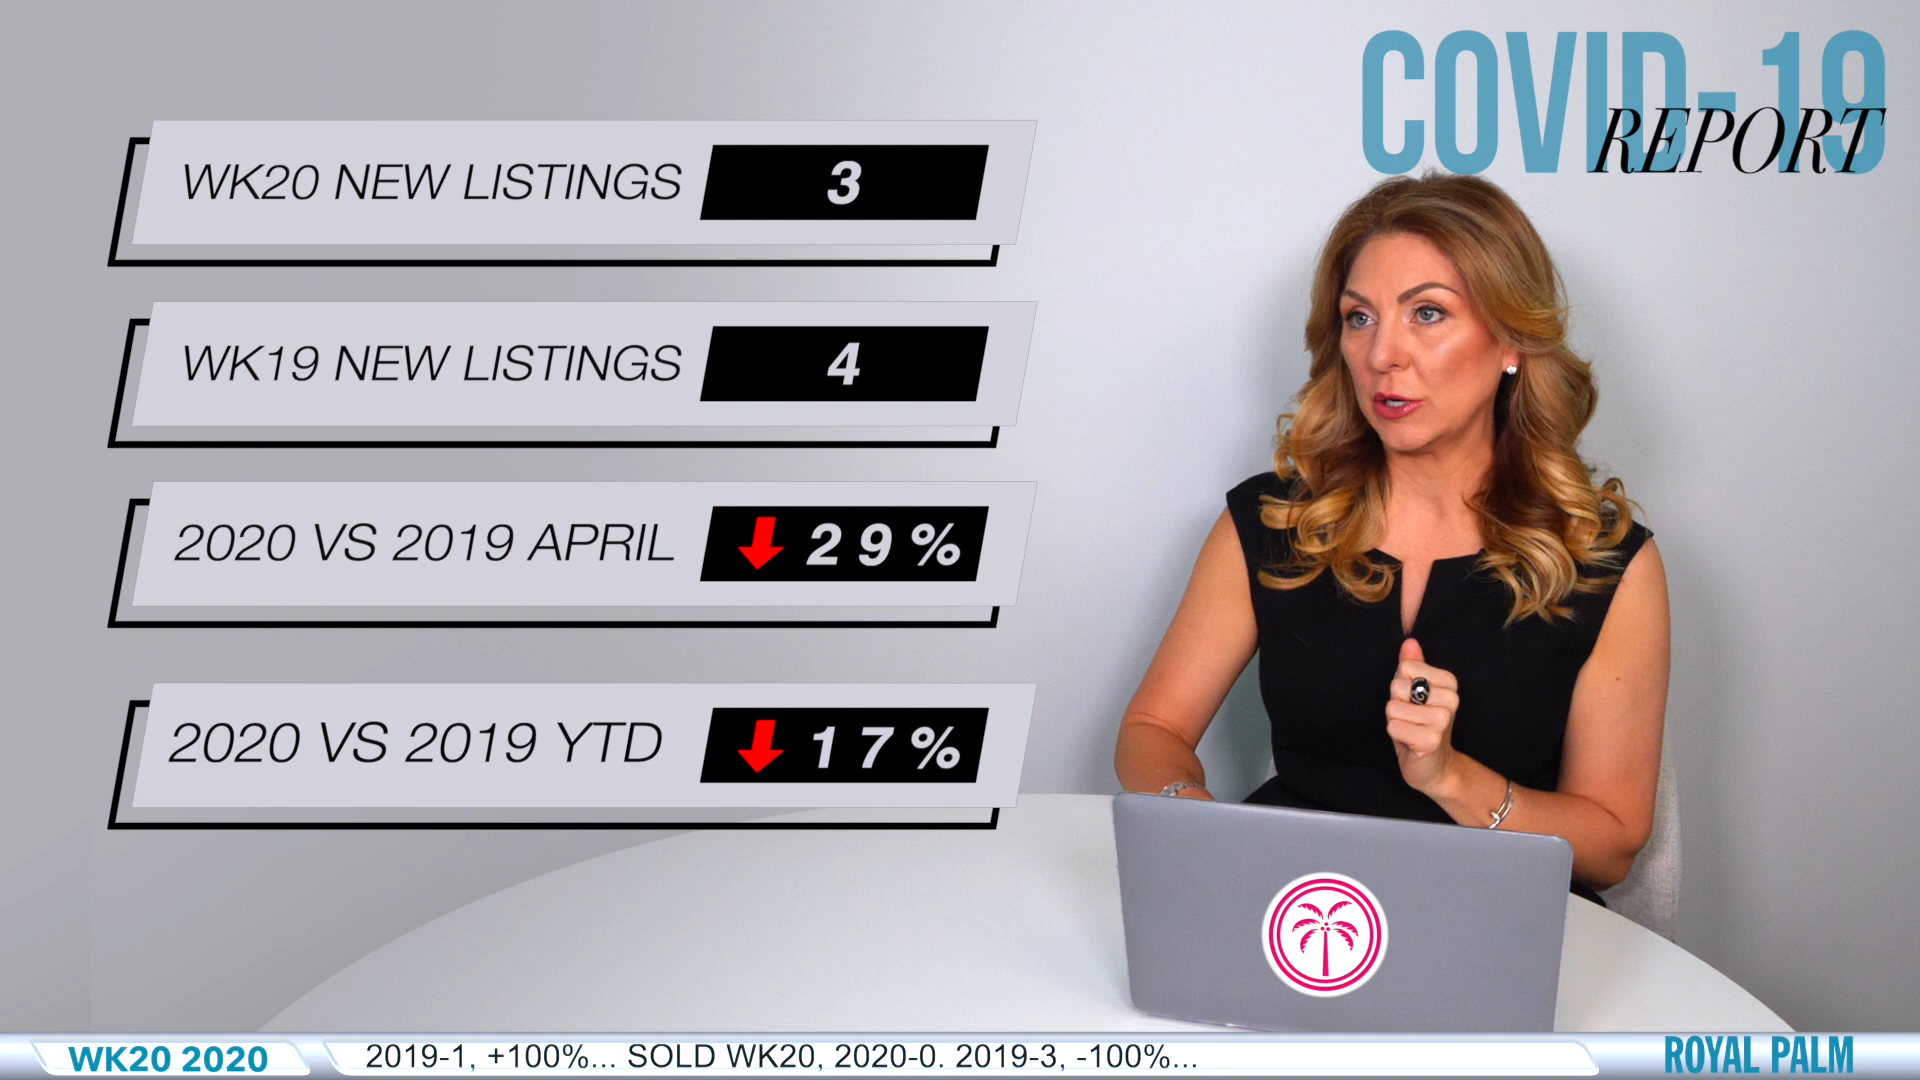 COVID-19
REPORT
WK20 NEW LISTINGS 3
WK19 NEW LISTINGS 4
2020 VS 2019 APRIL 29%
2020 VS 2019 YTD 17%
WK20 2020
2019-1, +100%... SOLD WK20, 2020-0. 2019-3, -100%...
ROYAL PALM